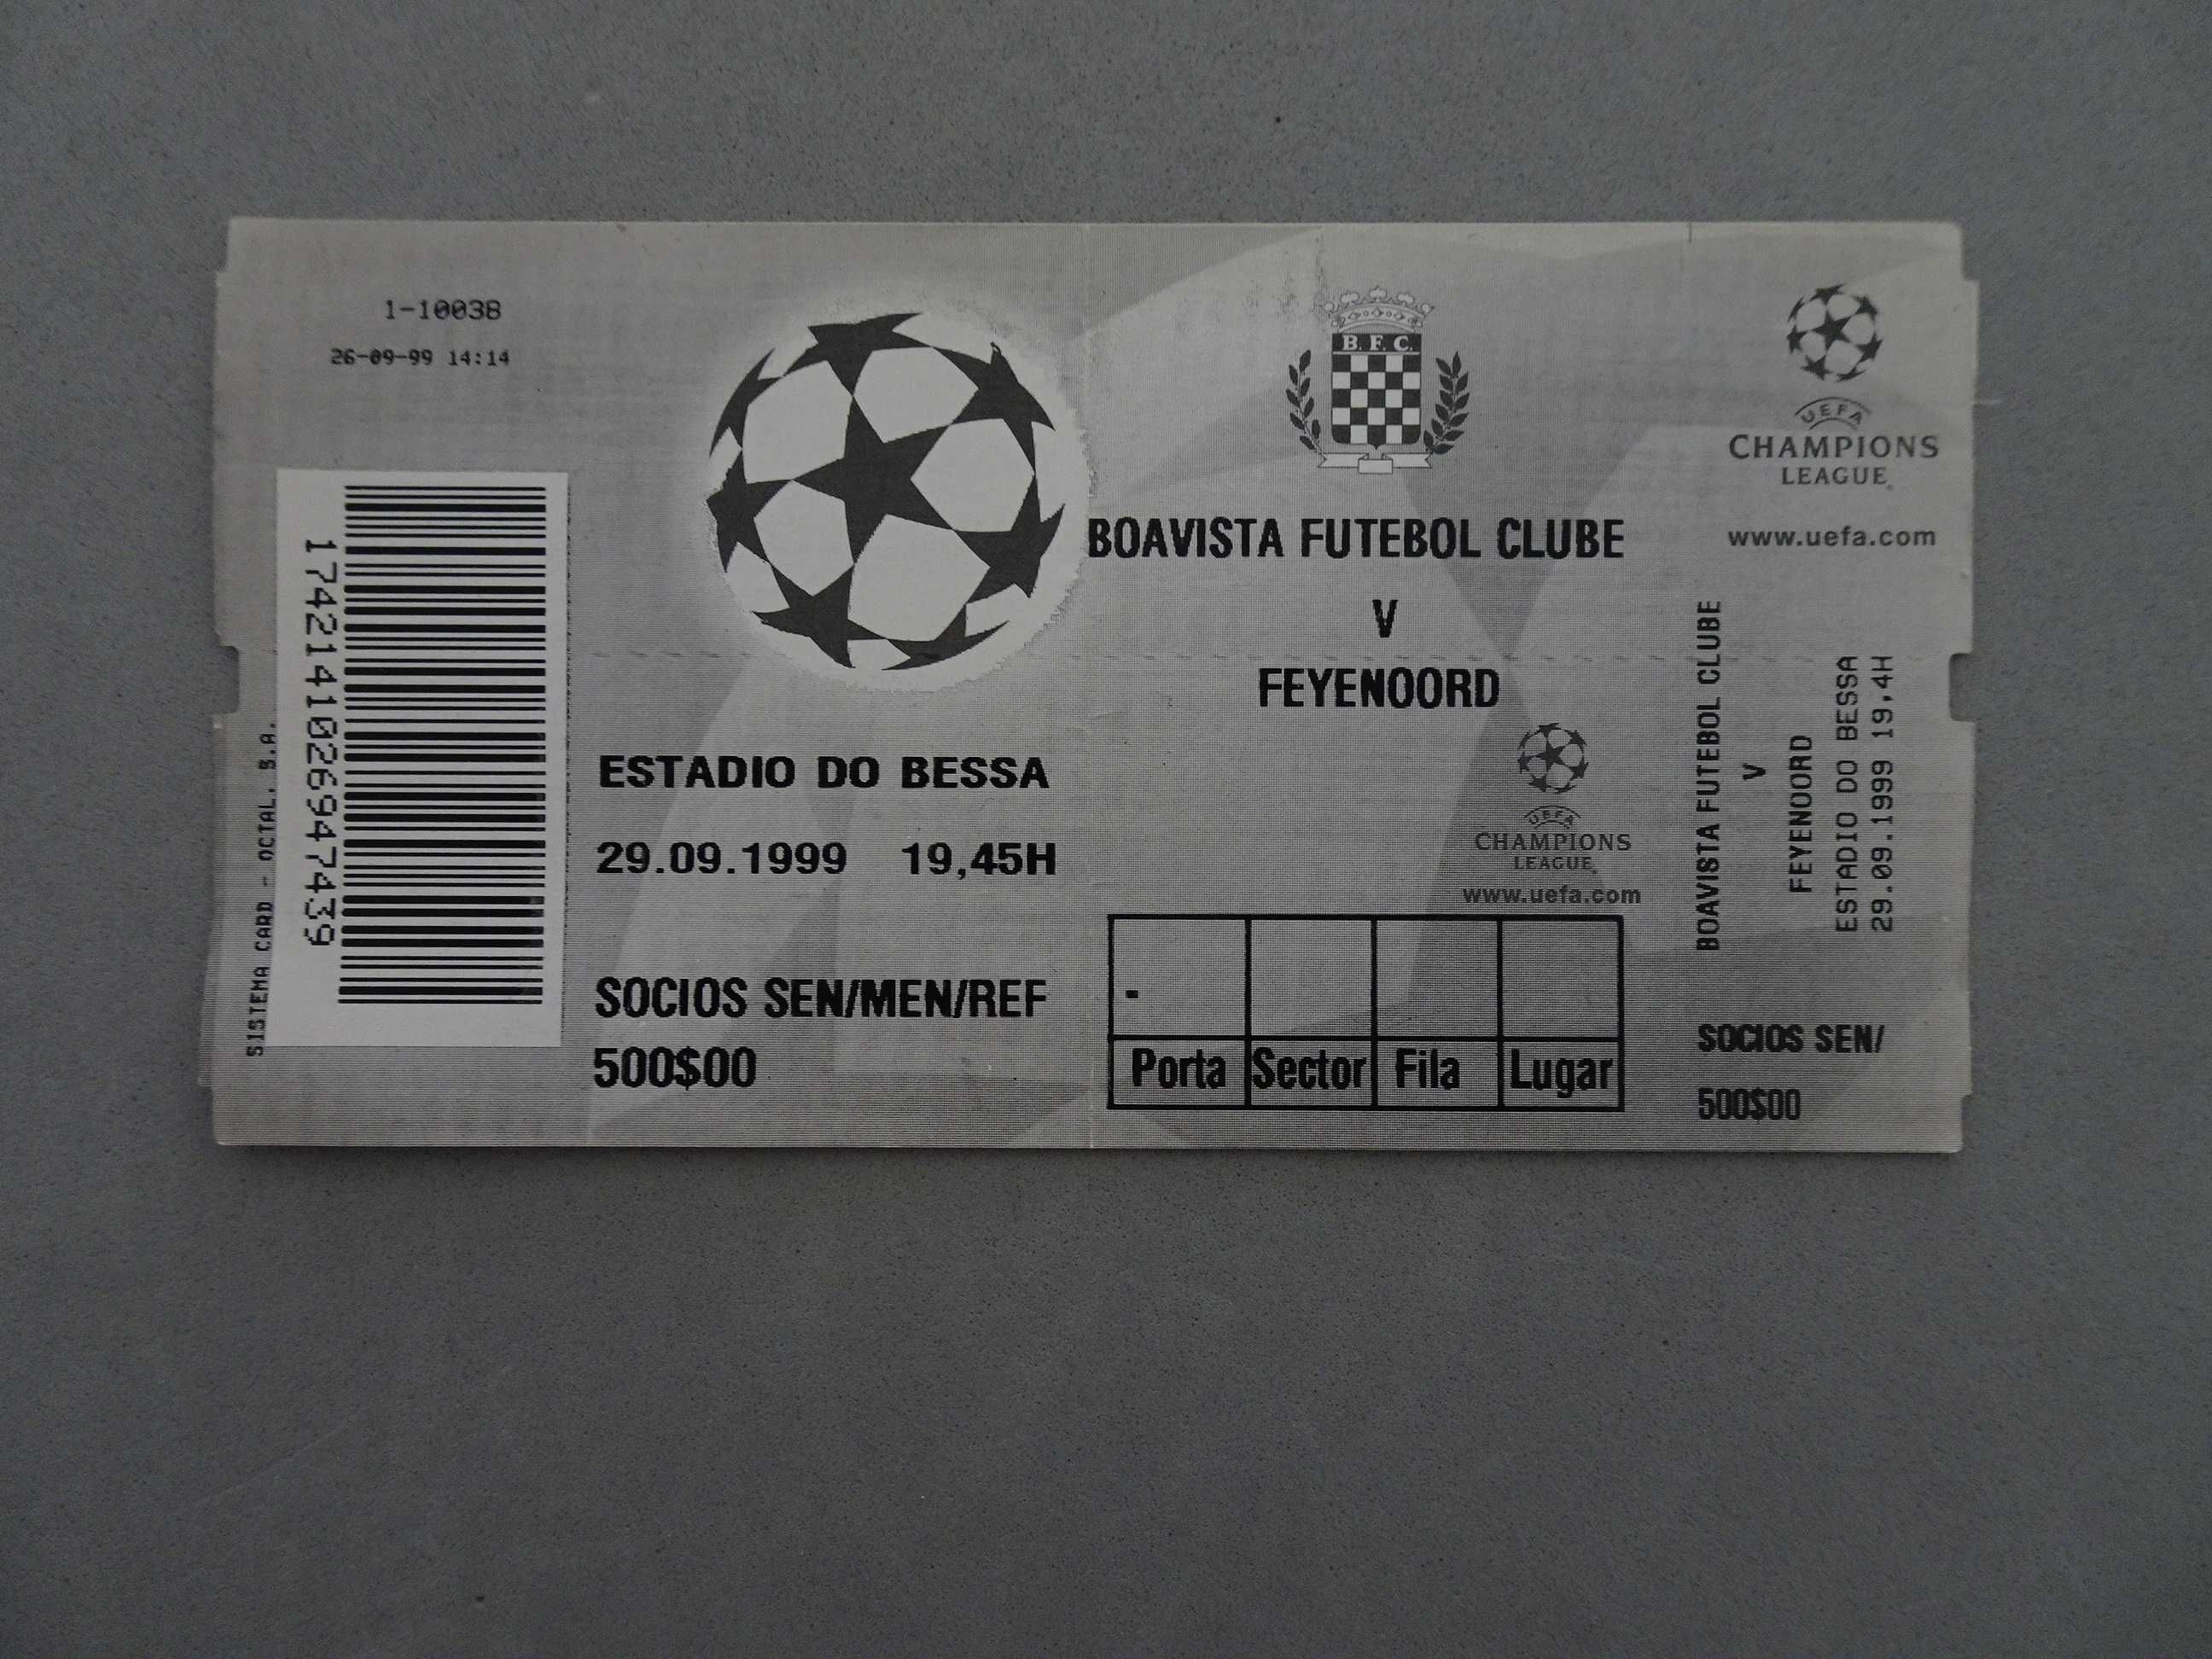 1-10038
26-09-99 14:14
1742141026947439
SISTEMA CARD - OCTAL, S.A.
ESTADIO DO BESSA
29.09.1999 19,45H
SOCIOS SEN/MEN/REF
500$00
B. F. C.
BOAVISTA FUTEBOL CLUBE
V
FEYENOORD
UEFA
CHAMPIONS
LEAGUE
www.uefa.com
-
Porta Sector Fila Lugar
UEFA
CHAMPIONS
LEAGUE
www.uefa.com
BOAVISTA FUTEBOL CLUBE
V
FEYENOORD
ESTADIO DO BESSA
29.09.1999 19,4H
SOCIOS SEN/
500$00